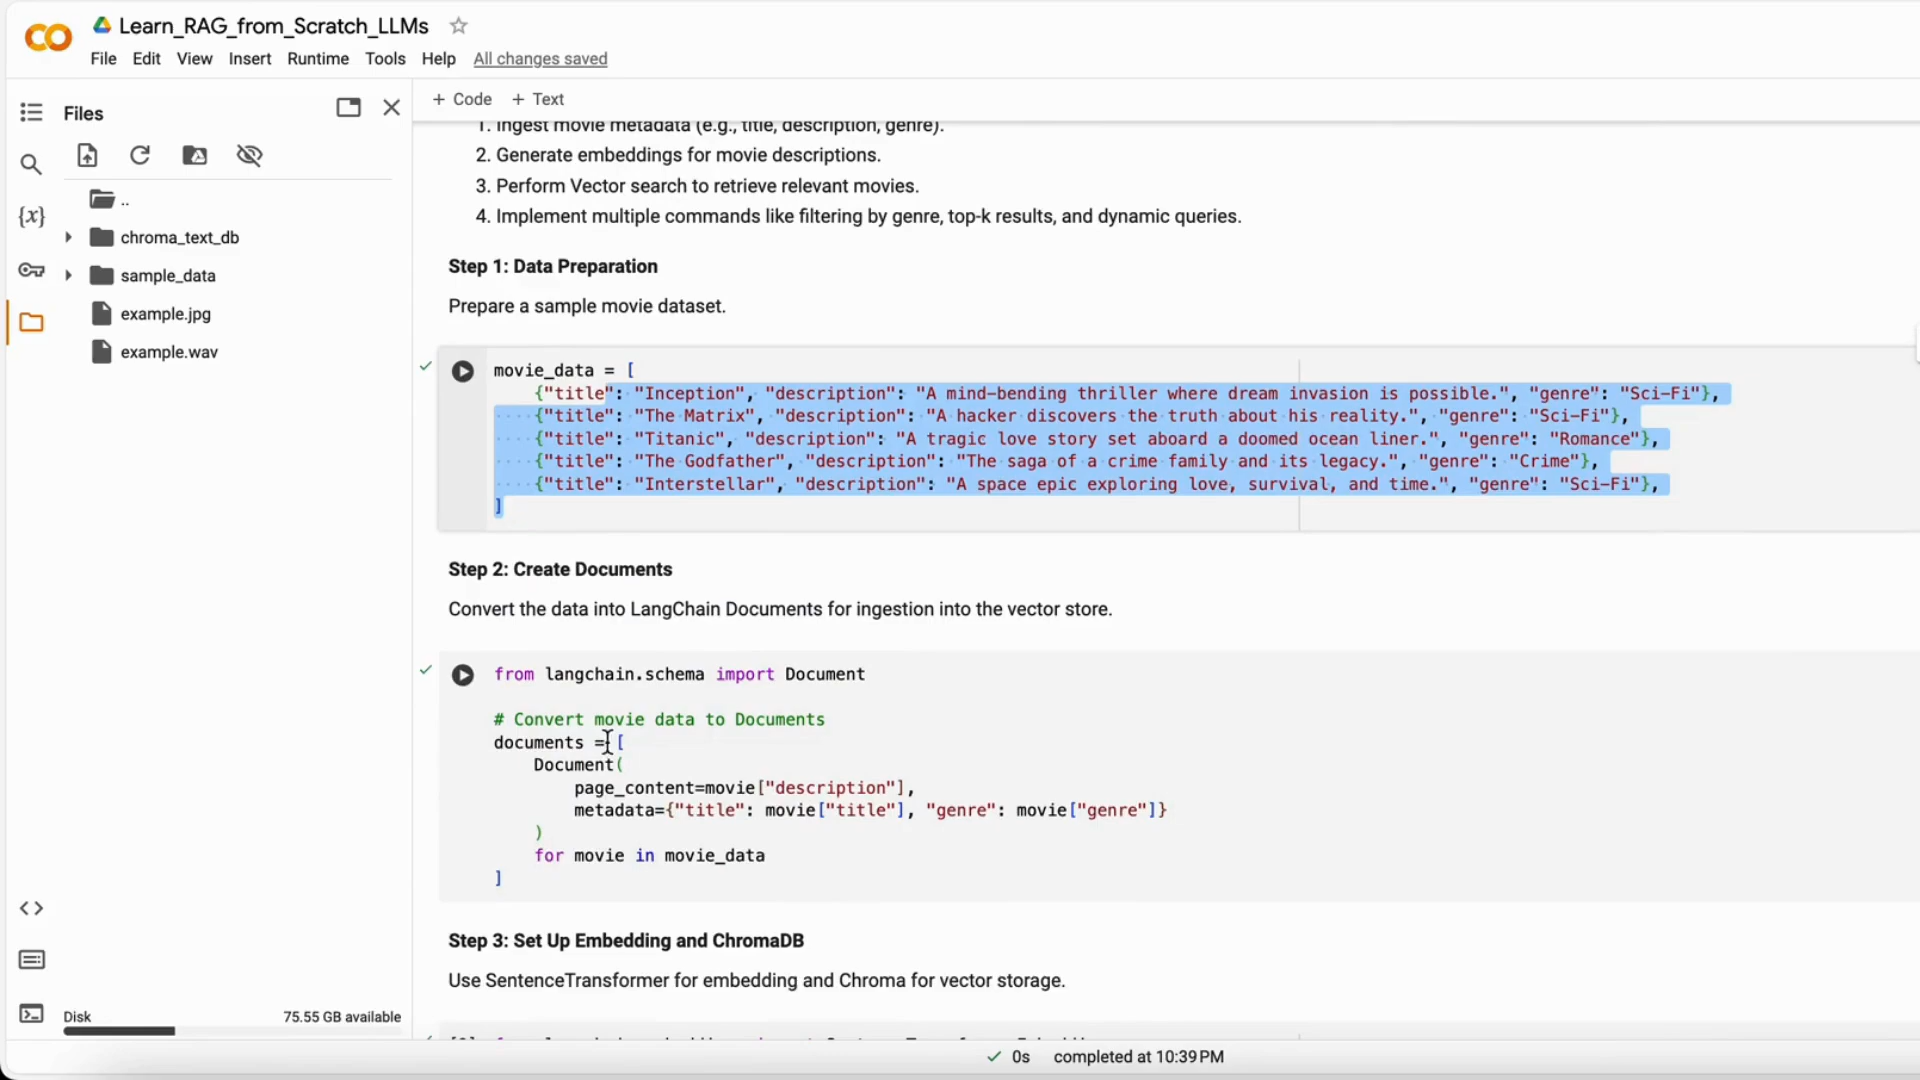 Learn_RAG_from_Scratch_LLMs
File Edit View Insert Runtime Tools Help All changes saved
Files
+ Code + Text
..
chroma_text_db
sample_data
example.jpg
example.wav
{x}
Disk
75.55 GB available
1. Ingest movie metadata (e.g., title, description, genre).
2. Generate embeddings for movie descriptions.
3. Perform Vector search to retrieve relevant movies.
4. Implement multiple commands like filtering by genre, top-k results, and dynamic queries.
Step 1: Data Preparation
Prepare a sample movie dataset.
movie_data = [
{"title": "Inception", "description": "A mind-bending thriller where dream invasion is possible.", "genre": "Sci-Fi"},
{"title": "The Matrix", "description": "A hacker discovers the truth about his reality.", "genre": "Sci-Fi"},
{"title": "Titanic", "description": "A tragic love story set aboard a doomed ocean liner.", "genre": "Romance"},
{"title": "The Godfather", "description": "The saga of a crime family and its legacy.", "genre": "Crime"},
{"title": "Interstellar", "description": "A space epic exploring love, survival, and time.", "genre": "Sci-Fi"},
]
Step 2: Create Documents
Convert the data into LangChain Documents for ingestion into the vector store.
from langchain.schema import Document
# Convert movie data to Documents
documents = [
Document(
page_content=movie["description"],
metadata={"title": movie["title"], "genre": movie["genre"]}
)
for movie in movie_data
]
Step 3: Set Up Embedding and ChromaDB
Use SentenceTransformer for embedding and Chroma for vector storage.
0s completed at 10:39 PM